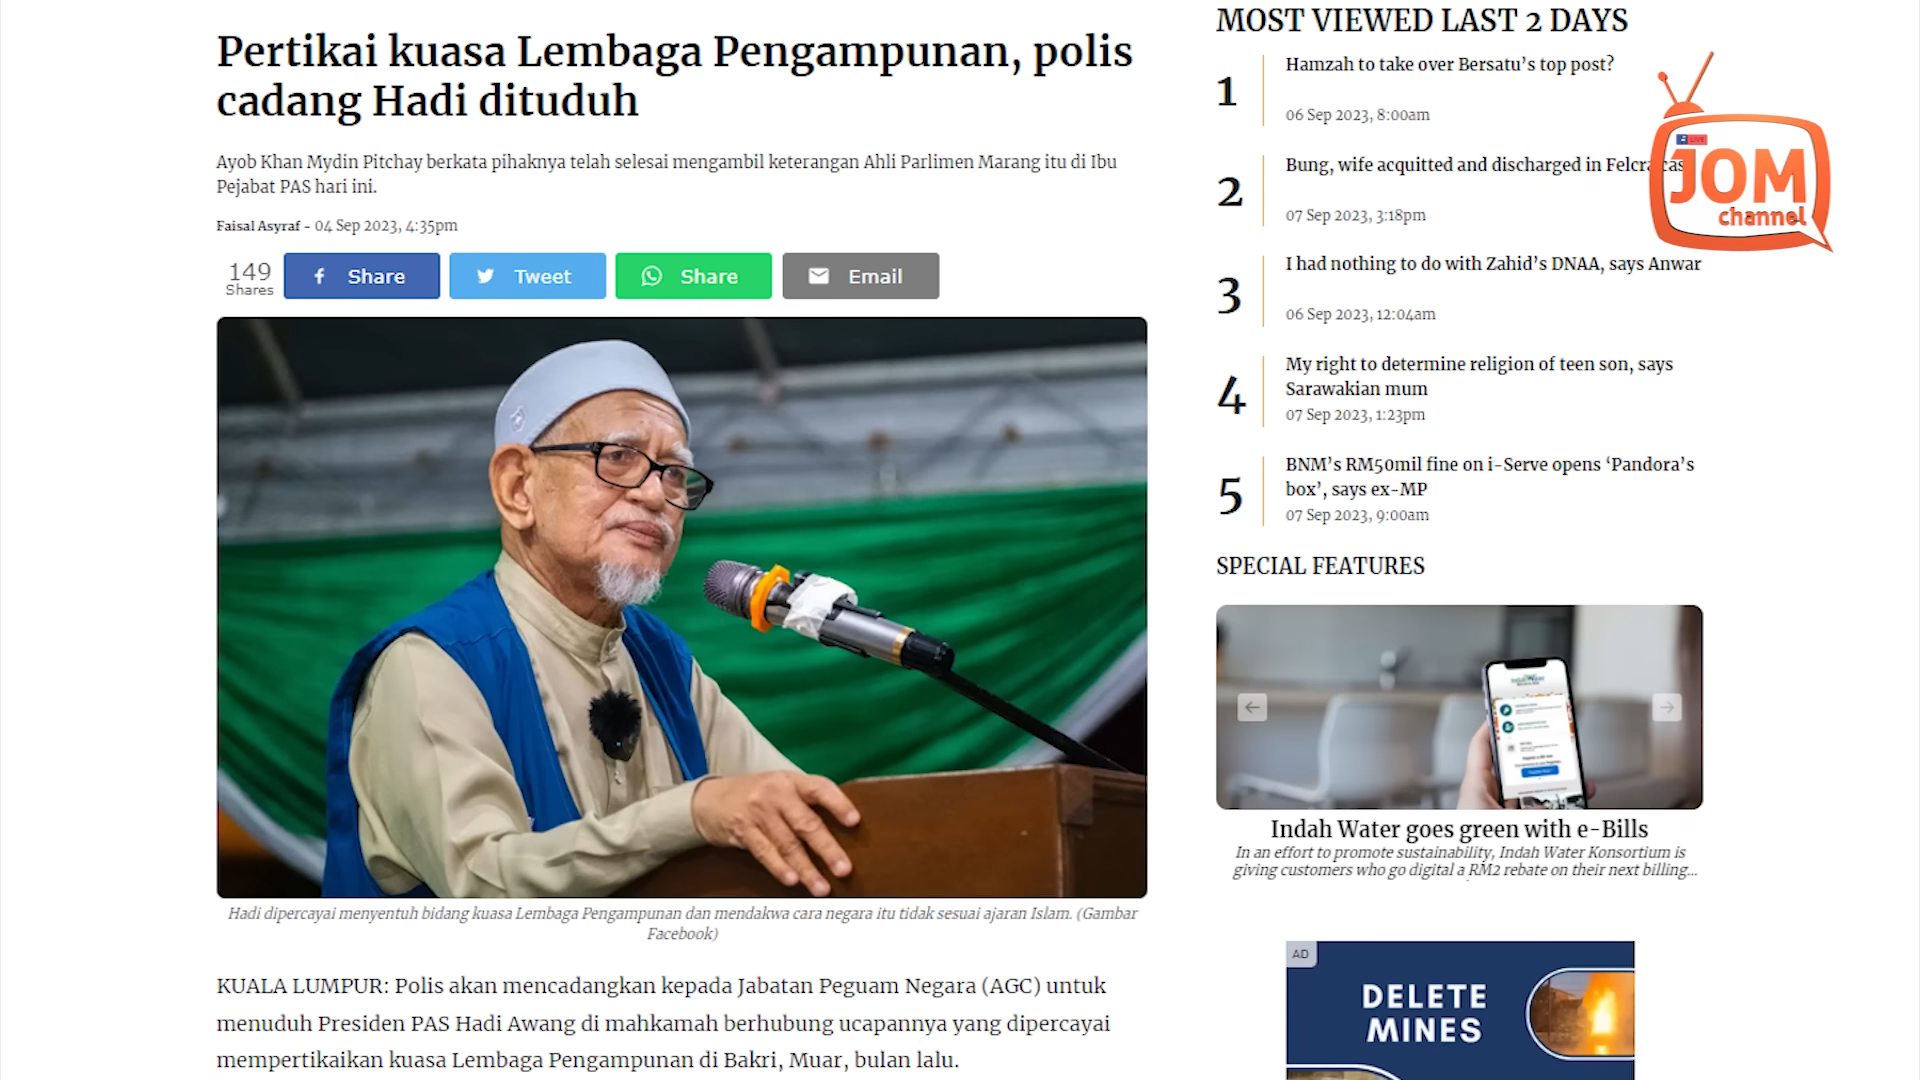 Pertikai kuasa Lembaga Pengampunan, polis
cadang Hadi dituduh
Ayob Khan Mydin Pitchay berkata pihaknya telah selesai mengambil keterangan Ahli Parlimen Marang itu di Ibu
Pejabat PAS hari ini.
Faisal Asyraf - 04 Sep 2023, 4:35pm
149
Shares
Share
Tweet
Share
Email
Hadi dipercayai menyentuh bidang kuasa Lembaga Pengampunan dan mendakwa cara negara itu tidak sesuai ajaran Islam. (Gambar
Facebook)
KUALA LUMPUR: Polis akan mencadangkan kepada Jabatan Peguam Negara (AGC) untuk
menuduh Presiden PAS Hadi Awang di mahkamah berhubung ucapannya yang dipercayai
mempertikaikan kuasa Lembaga Pengampunan di Bakri, Muar, bulan lalu.
MOST VIEWED LAST 2 DAYS
1
Hamzah to take over Bersatu's top post?
06 Sep 2023, 8:00am
2
Bung, wife acquitted and discharged in Felcra
07 Sep 2023, 3:18pm
3
I had nothing to do with Zahid's DNAA, says Anwar
06 Sep 2023, 12:04am
4
My right to determine religion of teen son, says
Sarawakian mum
07 Sep 2023, 1:23pm
5
BNM's RM50mil fine on i-Serve opens 'Pandora's
box', says ex-MP
07 Sep 2023, 9:00am
LIVE
JOM
channel
SPECIAL FEATURES
Indah Water goes green with e-Bills
In an effort to promote sustainability, Indah Water Konsortium is
giving customers who go digital a RM2 rebate on their next billing...
AD
DELETE
MINES